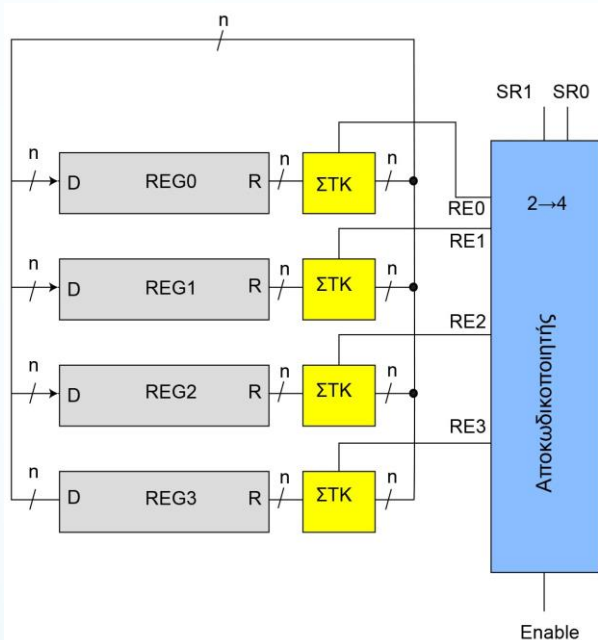 n
SR1 SR0
n D REG0 R n ΣΤΚ n
RE0 2→4
n D REG1 R n ΣΤΚ n
RE1
n D REG2 R n ΣΤΚ n
RE2
n D REG3 R n ΣΤΚ n
RE3
Αποκωδικοποιητής
Enable